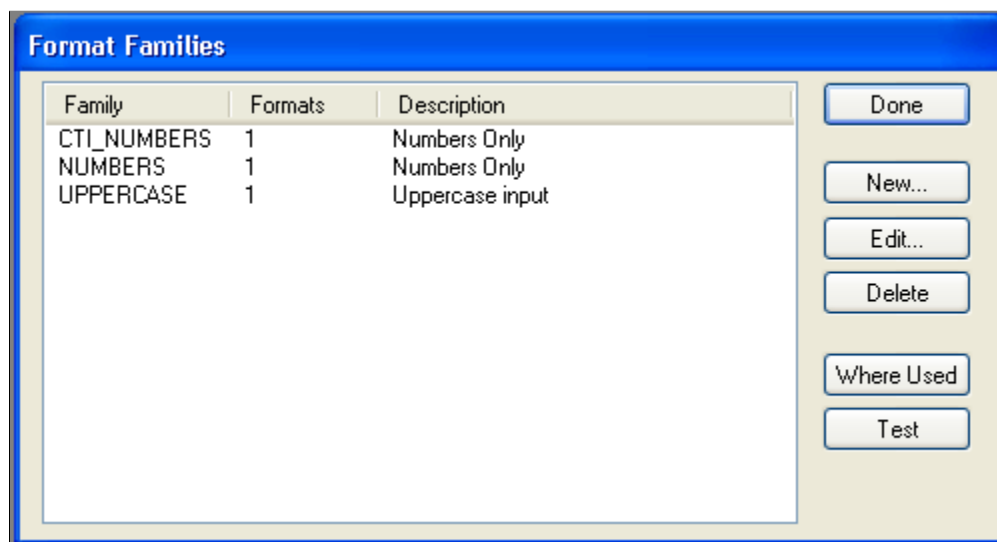 Format Families
Family Formats Description
CTI_NUMBERS 1 Numbers Only
NUMBERS 1 Numbers Only
UPPERCASE 1 Uppercase input
Done
New...
Edit...
Delete
Where Used
Test